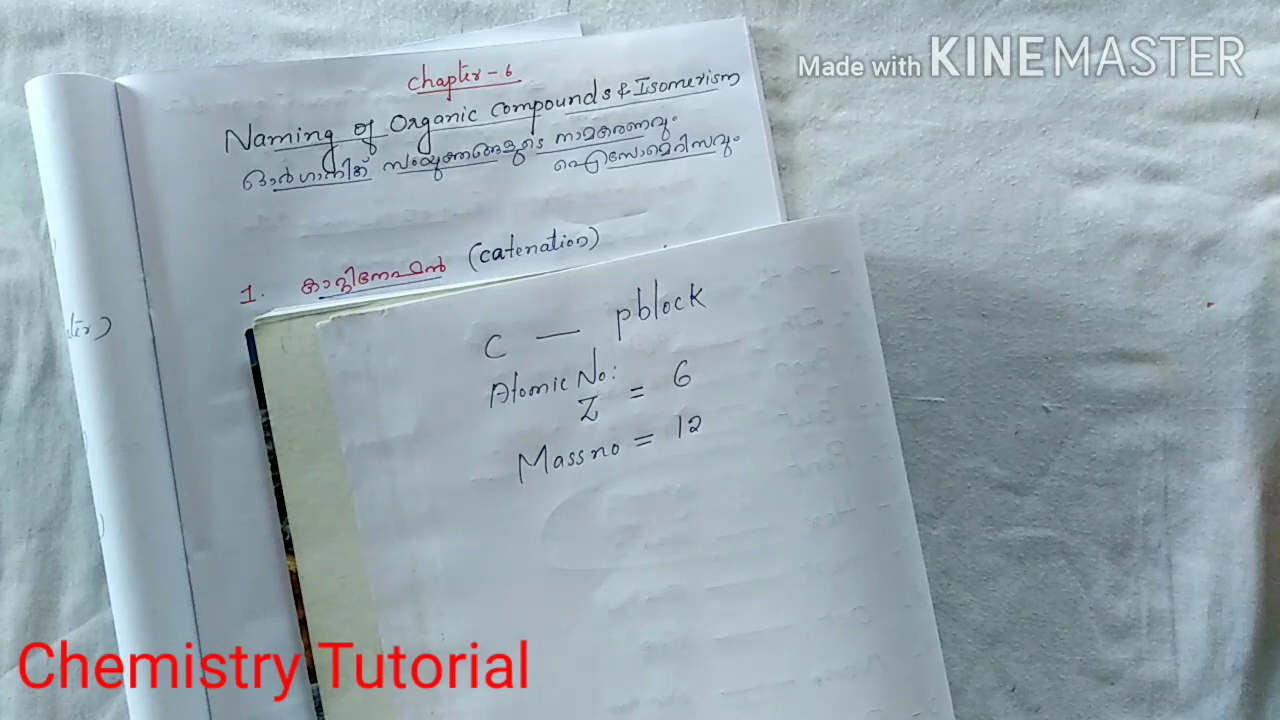 Made with KINEMASTER
Chapter - 6
Naming of Organic Compounds & Isomerism
ഓർഗാനിക് സംയുക്തങ്ങളുടെ നാമകരണവും
ഐസോമെറിസവും
1. കാറ്റിനേഷൻ (Catenation)
C — pblock
Atomic No:
Z = 6
Mass no = 12
Chemistry Tutorial